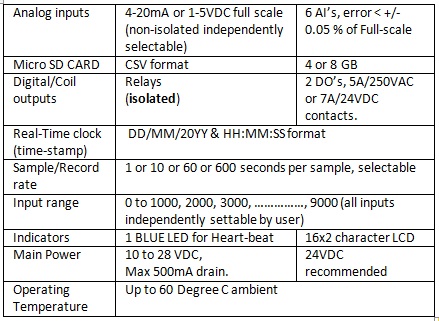 Analog inputs
4-20mA or 1-5VDC full scale
(non-isolated independently
selectable)
6 AI's, error < +/-
0.05 % of Full-scale
Micro SD CARD
CSV format
4 or 8 GB
Digital/Coil
outputs
Relays
(isolated)
2 DO's, 5A/250VAC
or 7A/24VDC
contacts.
Real-Time clock
(time-stamp)
DD/MM/20YY & HH:MM:SS format
Sample/Record
rate
1 or 10 or 60 or 600 seconds per sample, selectable
Input range
0 to 1000, 2000, 3000, ................, 9000 (all inputs
independently settable by user)
Indicators
1 BLUE LED for Heart-beat
16x2 character LCD
Main Power
10 to 28 VDC,
Max 500mA drain.
24VDC
recommended
Operating
Temperature
Up to 60 Degree C ambient